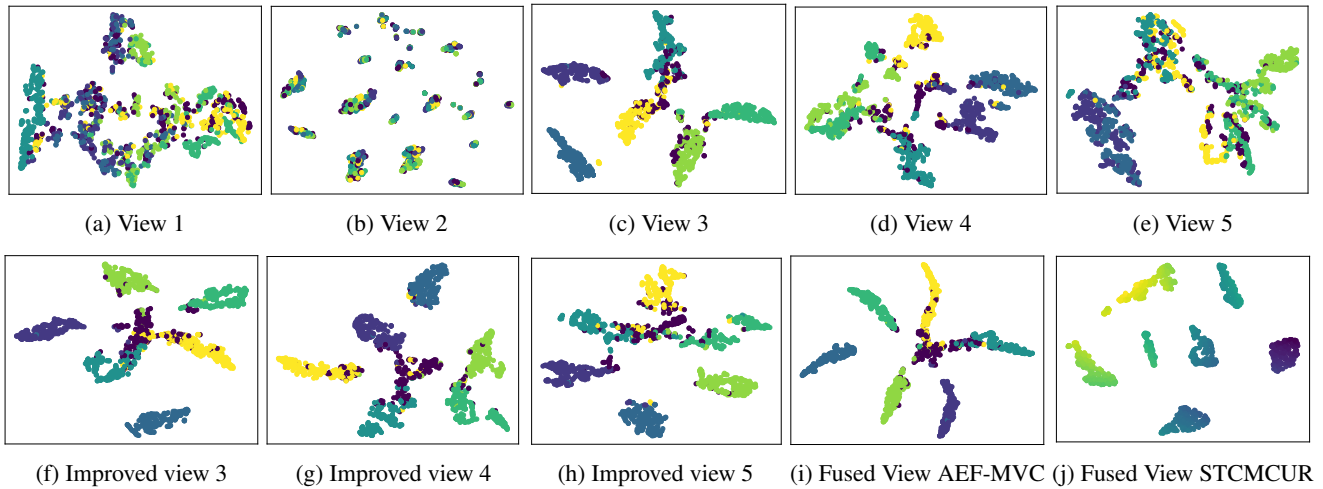 (a) View 1
(b) View 2
(c) View 3
(d) View 4
(e) View 5
(f) Improved view 3
(g) Improved view 4
(h) Improved view 5
(i) Fused View AEF-MVC
(j) Fused View STCMCUR